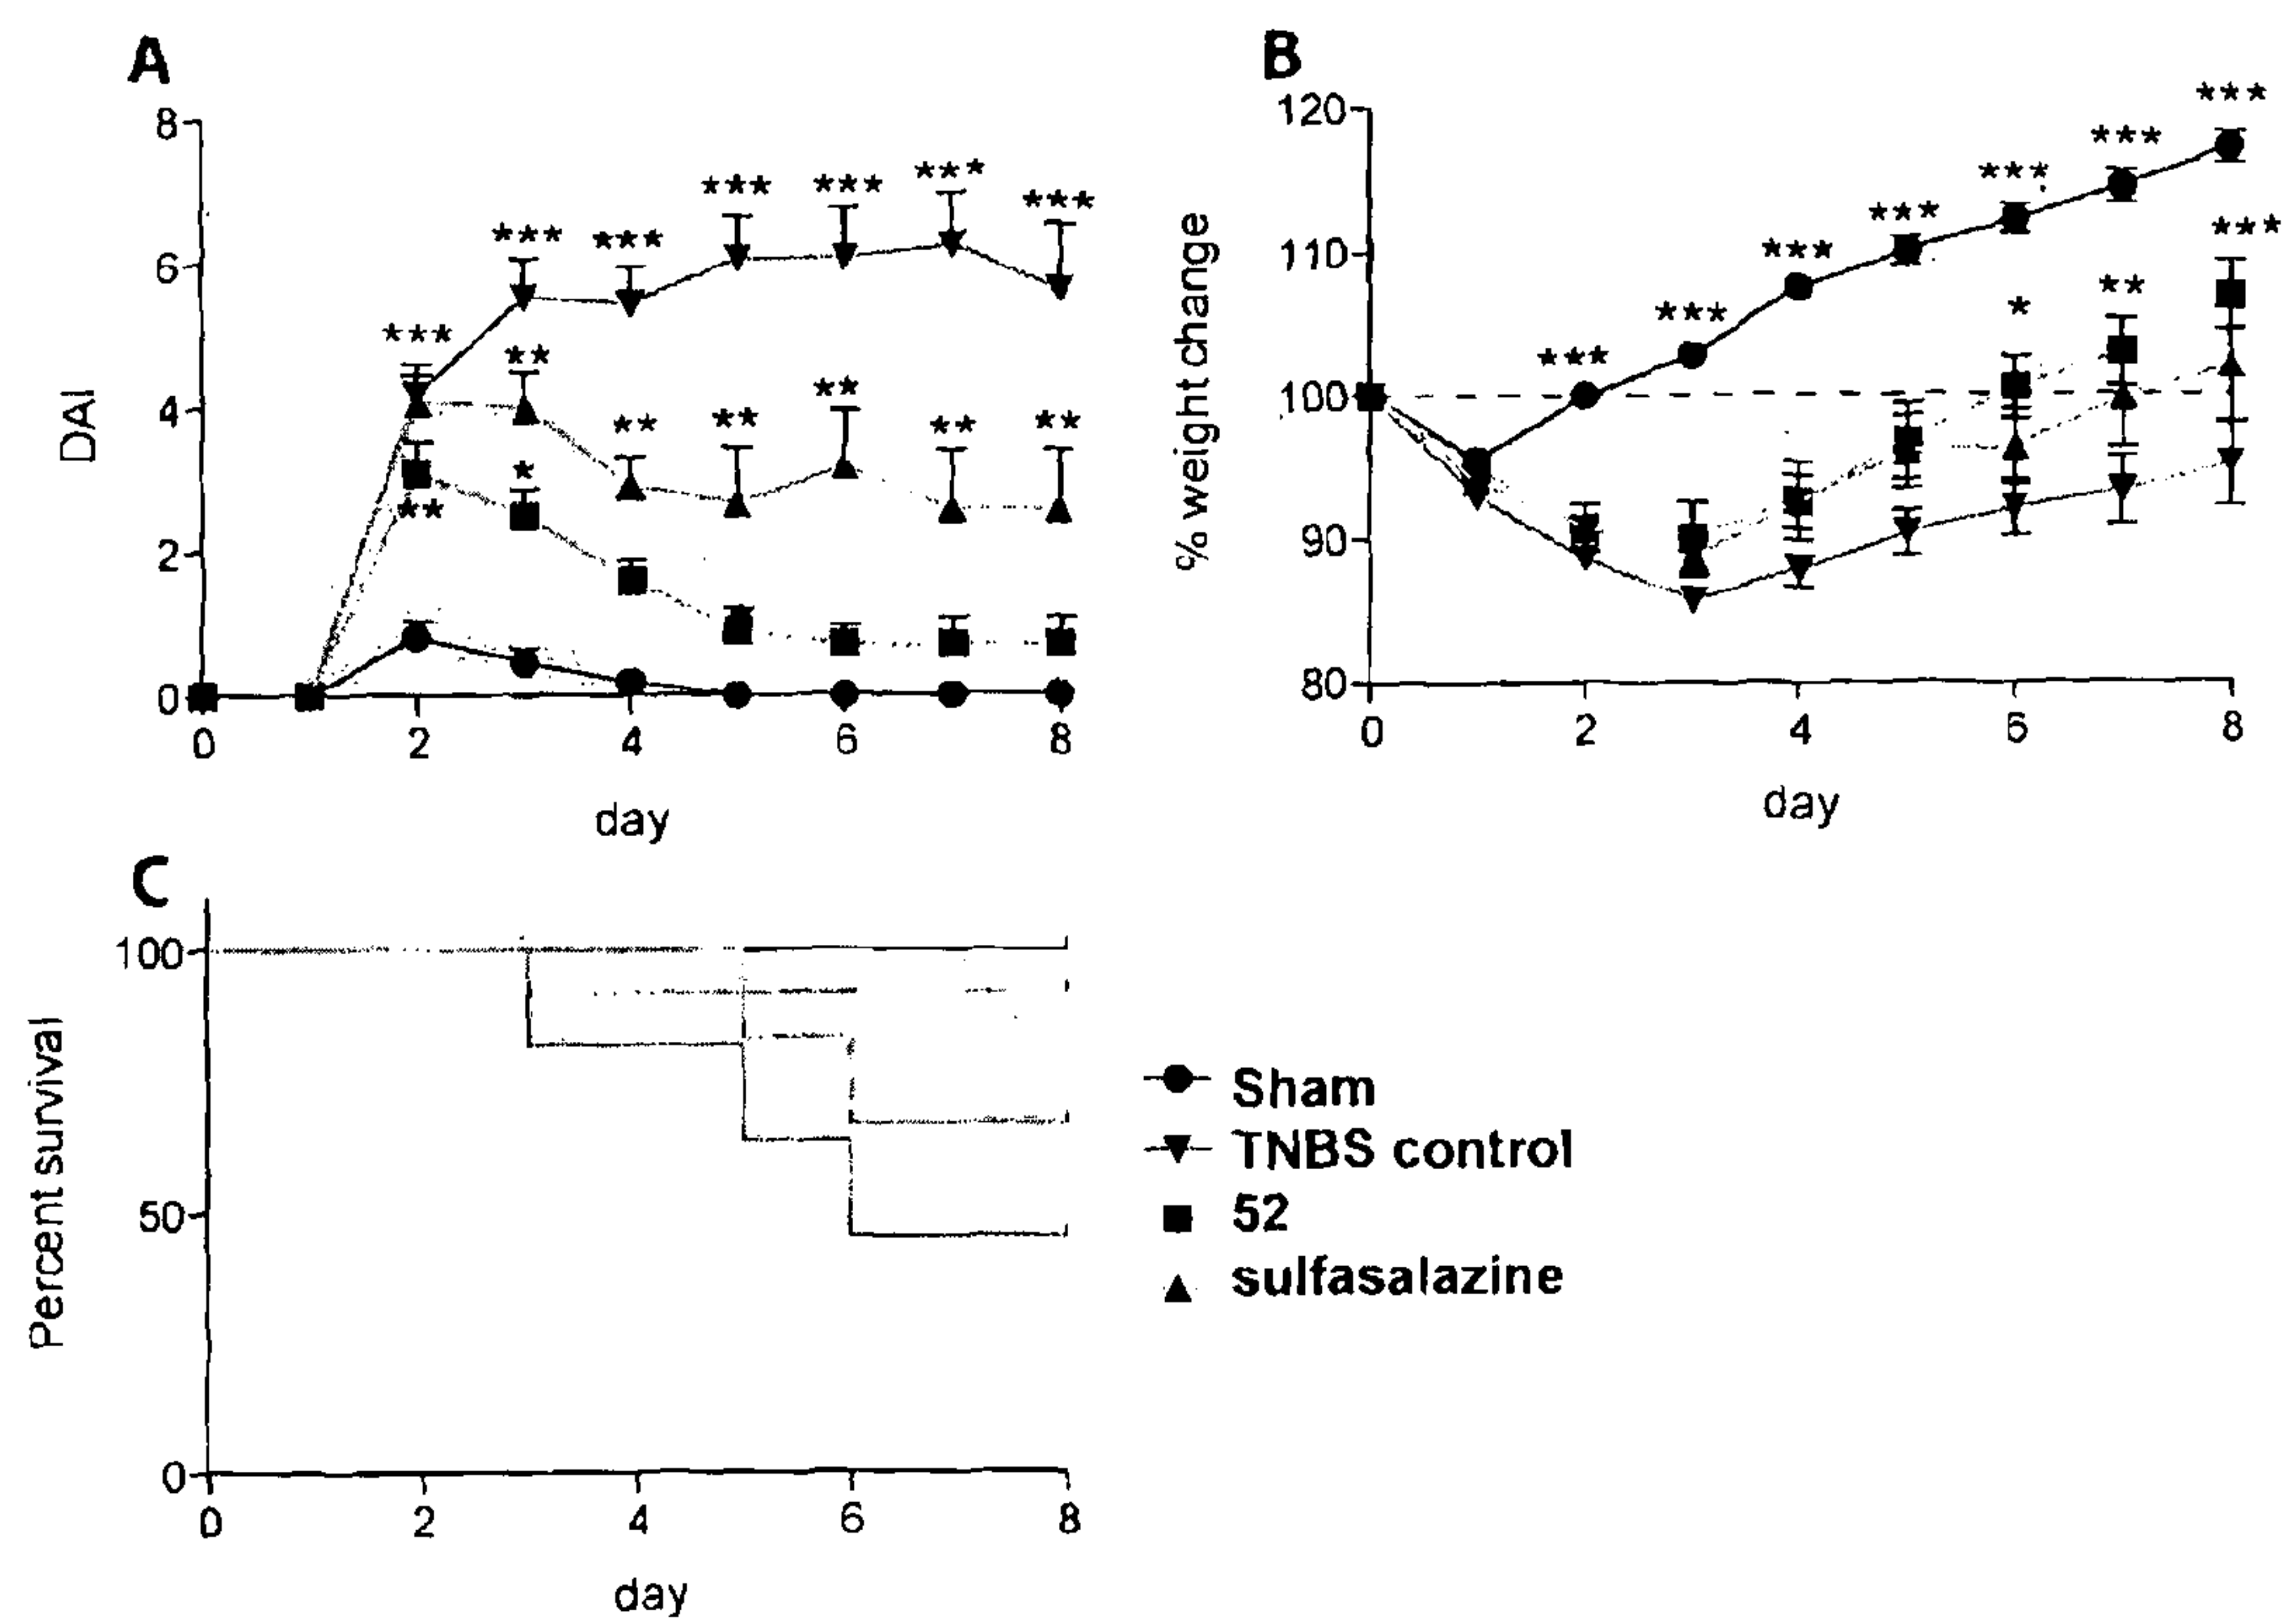 A
DAI
8
6
4
2
0
***
***
***
***
***
***
***
**
**
**
**
**
**
**
*
**
0 2 4 6 8
day
B
% weight change
120
110
100
90
80
***
***
***
***
***
***
***
*
**
***
0 2 4 6 8
day
C
Percent survival
100
50
0
0 2 4 6 8
day
Sham
TNBS control
52
sulfasalazine